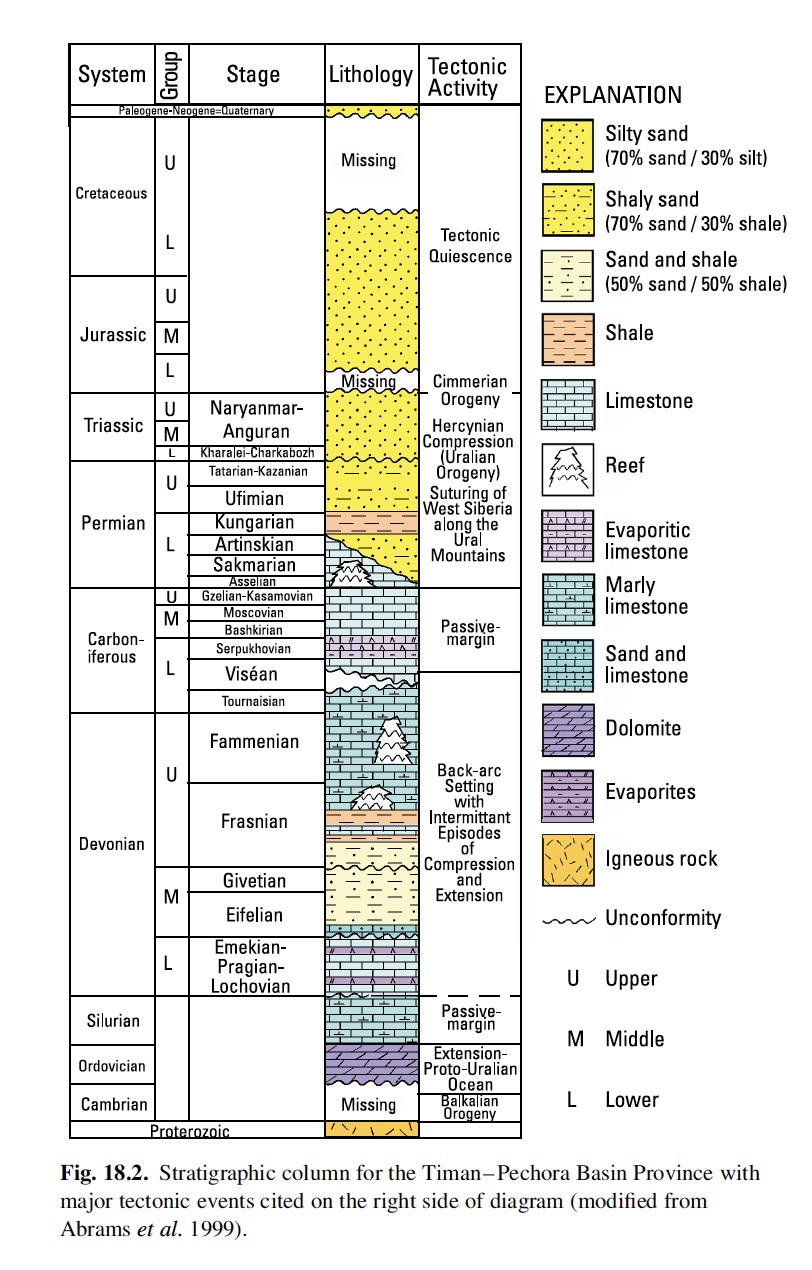 System
Group
Stage
Lithology
Tectonic
Activity
Paleogene-Neogene=Quaternary
Cretaceous
U
L
Missing
Tectonic
Quiescence
Jurassic
U
M
L
Missing
Cimmerian
Orogeny
Triassic
U
M
L
Naryanmar-
Anguran
Kharalei-Charkabozh
Hercynian
Compression
(Uralian
Orogeny)
Suturing of
West Siberia
along the
Ural
Mountains
Permian
U
L
Tatarian-Kazanian
Ufimian
Kungarian
Artinskian
Sakmarian
Asselian
Carbon-
iferous
U
M
L
Gzelian-Kasamovian
Moscovian
Bashkirian
Serpukhovian
Viséan
Tournaisian
Passive-
margin
Devonian
U
M
L
Fammenian
Frasnian
Givetian
Eifelian
Emekian-
Pragian-
Lochovian
Back-arc
Setting
with
Intermittant
Episodes
of
Compression
and
Extension
Silurian
Passive-
margin
Ordovician
Extension-
Proto-Uralian
Ocean
Cambrian
Missing
Balkalian
Orogeny
Proterozoic
EXPLANATION
Silty sand
(70% sand / 30% silt)
Shaly sand
(70% sand / 30% shale)
Sand and shale
(50% sand / 50% shale)
Shale
Limestone
Reef
Evaporitic
limestone
Marly
limestone
Sand and
limestone
Dolomite
Evaporites
Igneous rock
Unconformity
U Upper
M Middle
L Lower
Fig. 18.2. Stratigraphic column for the Timan–Pechora Basin Province with
major tectonic events cited on the right side of diagram (modified from
Abrams et al. 1999).